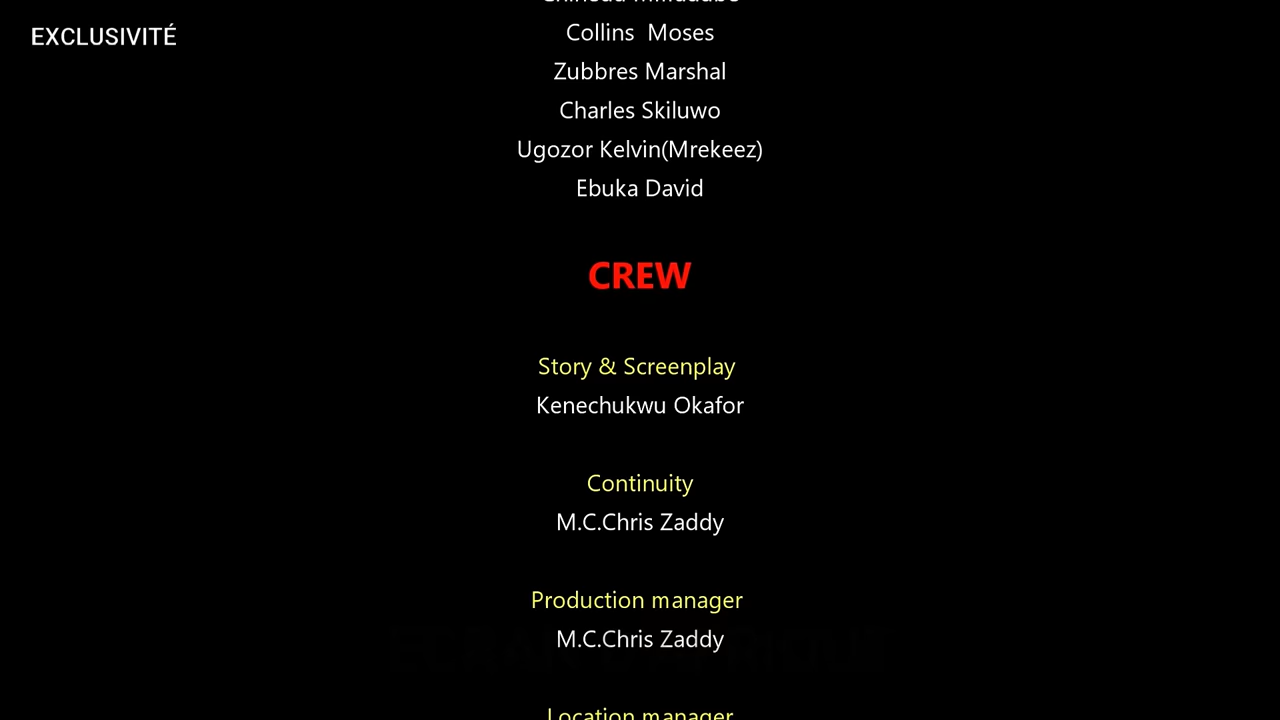 EXCLUSIVITÉ
Collins Moses
Zubbres Marshal
Charles Skiluwo
Ugozor Kelvin(Mrekeez)
Ebuka David
CREW
Story & Screenplay
Kenechukwu Okafor
Continuity
M.C.Chris Zaddy
Production manager
M.C.Chris Zaddy
Location manager